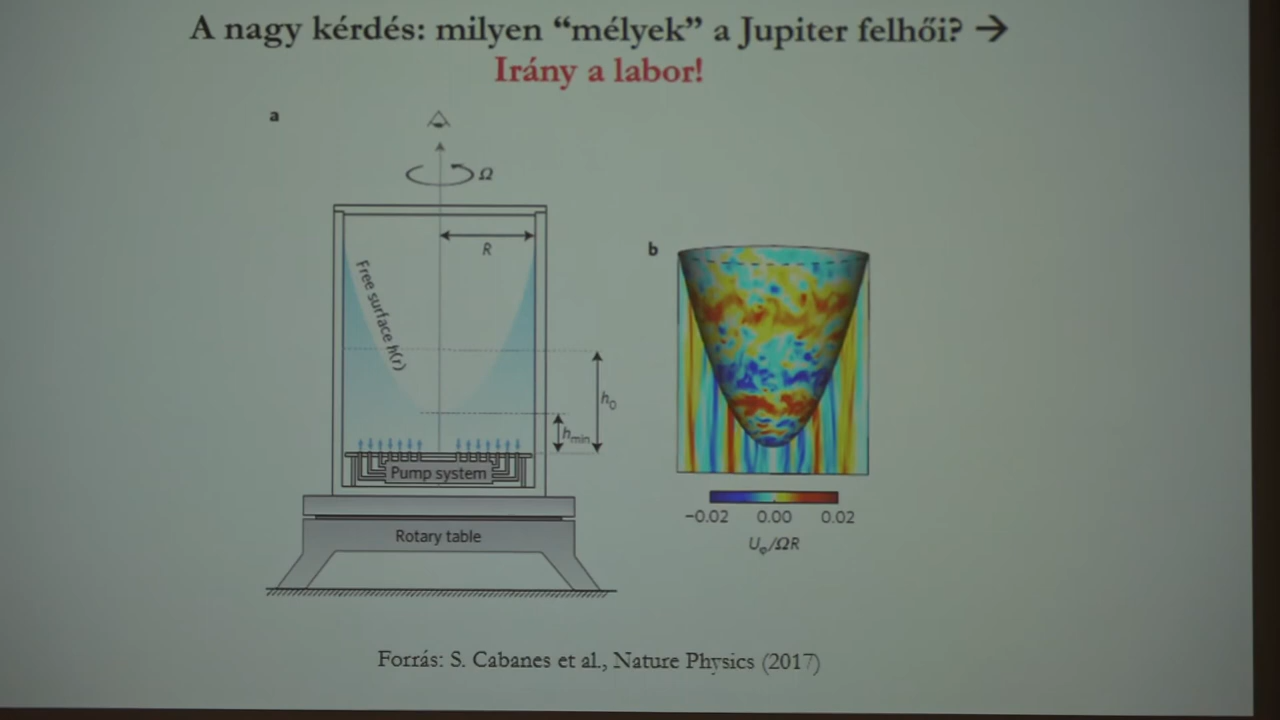 A nagy kérdés: milyen “mélyek” a Jupiter felhői? →
Irány a labor!
a
Ω
R
Free surface h(r)
h0
hmin
Pump system
Rotary table
b
−0.02 0.00 0.02
Uφ/ΩR
Forrás: S. Cabanes et al., Nature Physics (2017)